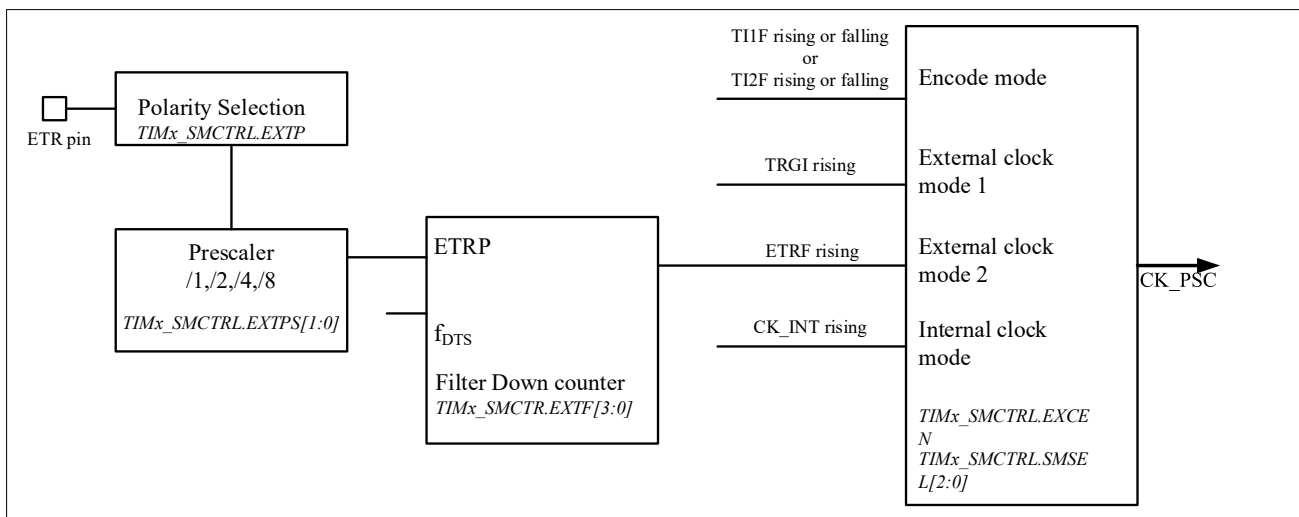 ETR pin
Polarity Selection
TIMx_SMCTRL.EXTP
Prescaler
/1,/2,/4,/8
TIMx_SMCTRL.EXTPS[1:0]
ETRP
fDTS
Filter Down counter
TIMx_SMCTR.EXTF[3:0]
TI1F rising or falling
or
TI2F rising or falling
TRGI rising
ETRF rising
CK_INT rising
Encode mode
External clock
mode 1
External clock
mode 2
Internal clock
mode
TIMx_SMCTRL.EXCE
N
TIMx_SMCTRL.SMSE
L[2:0]
CK_PSC